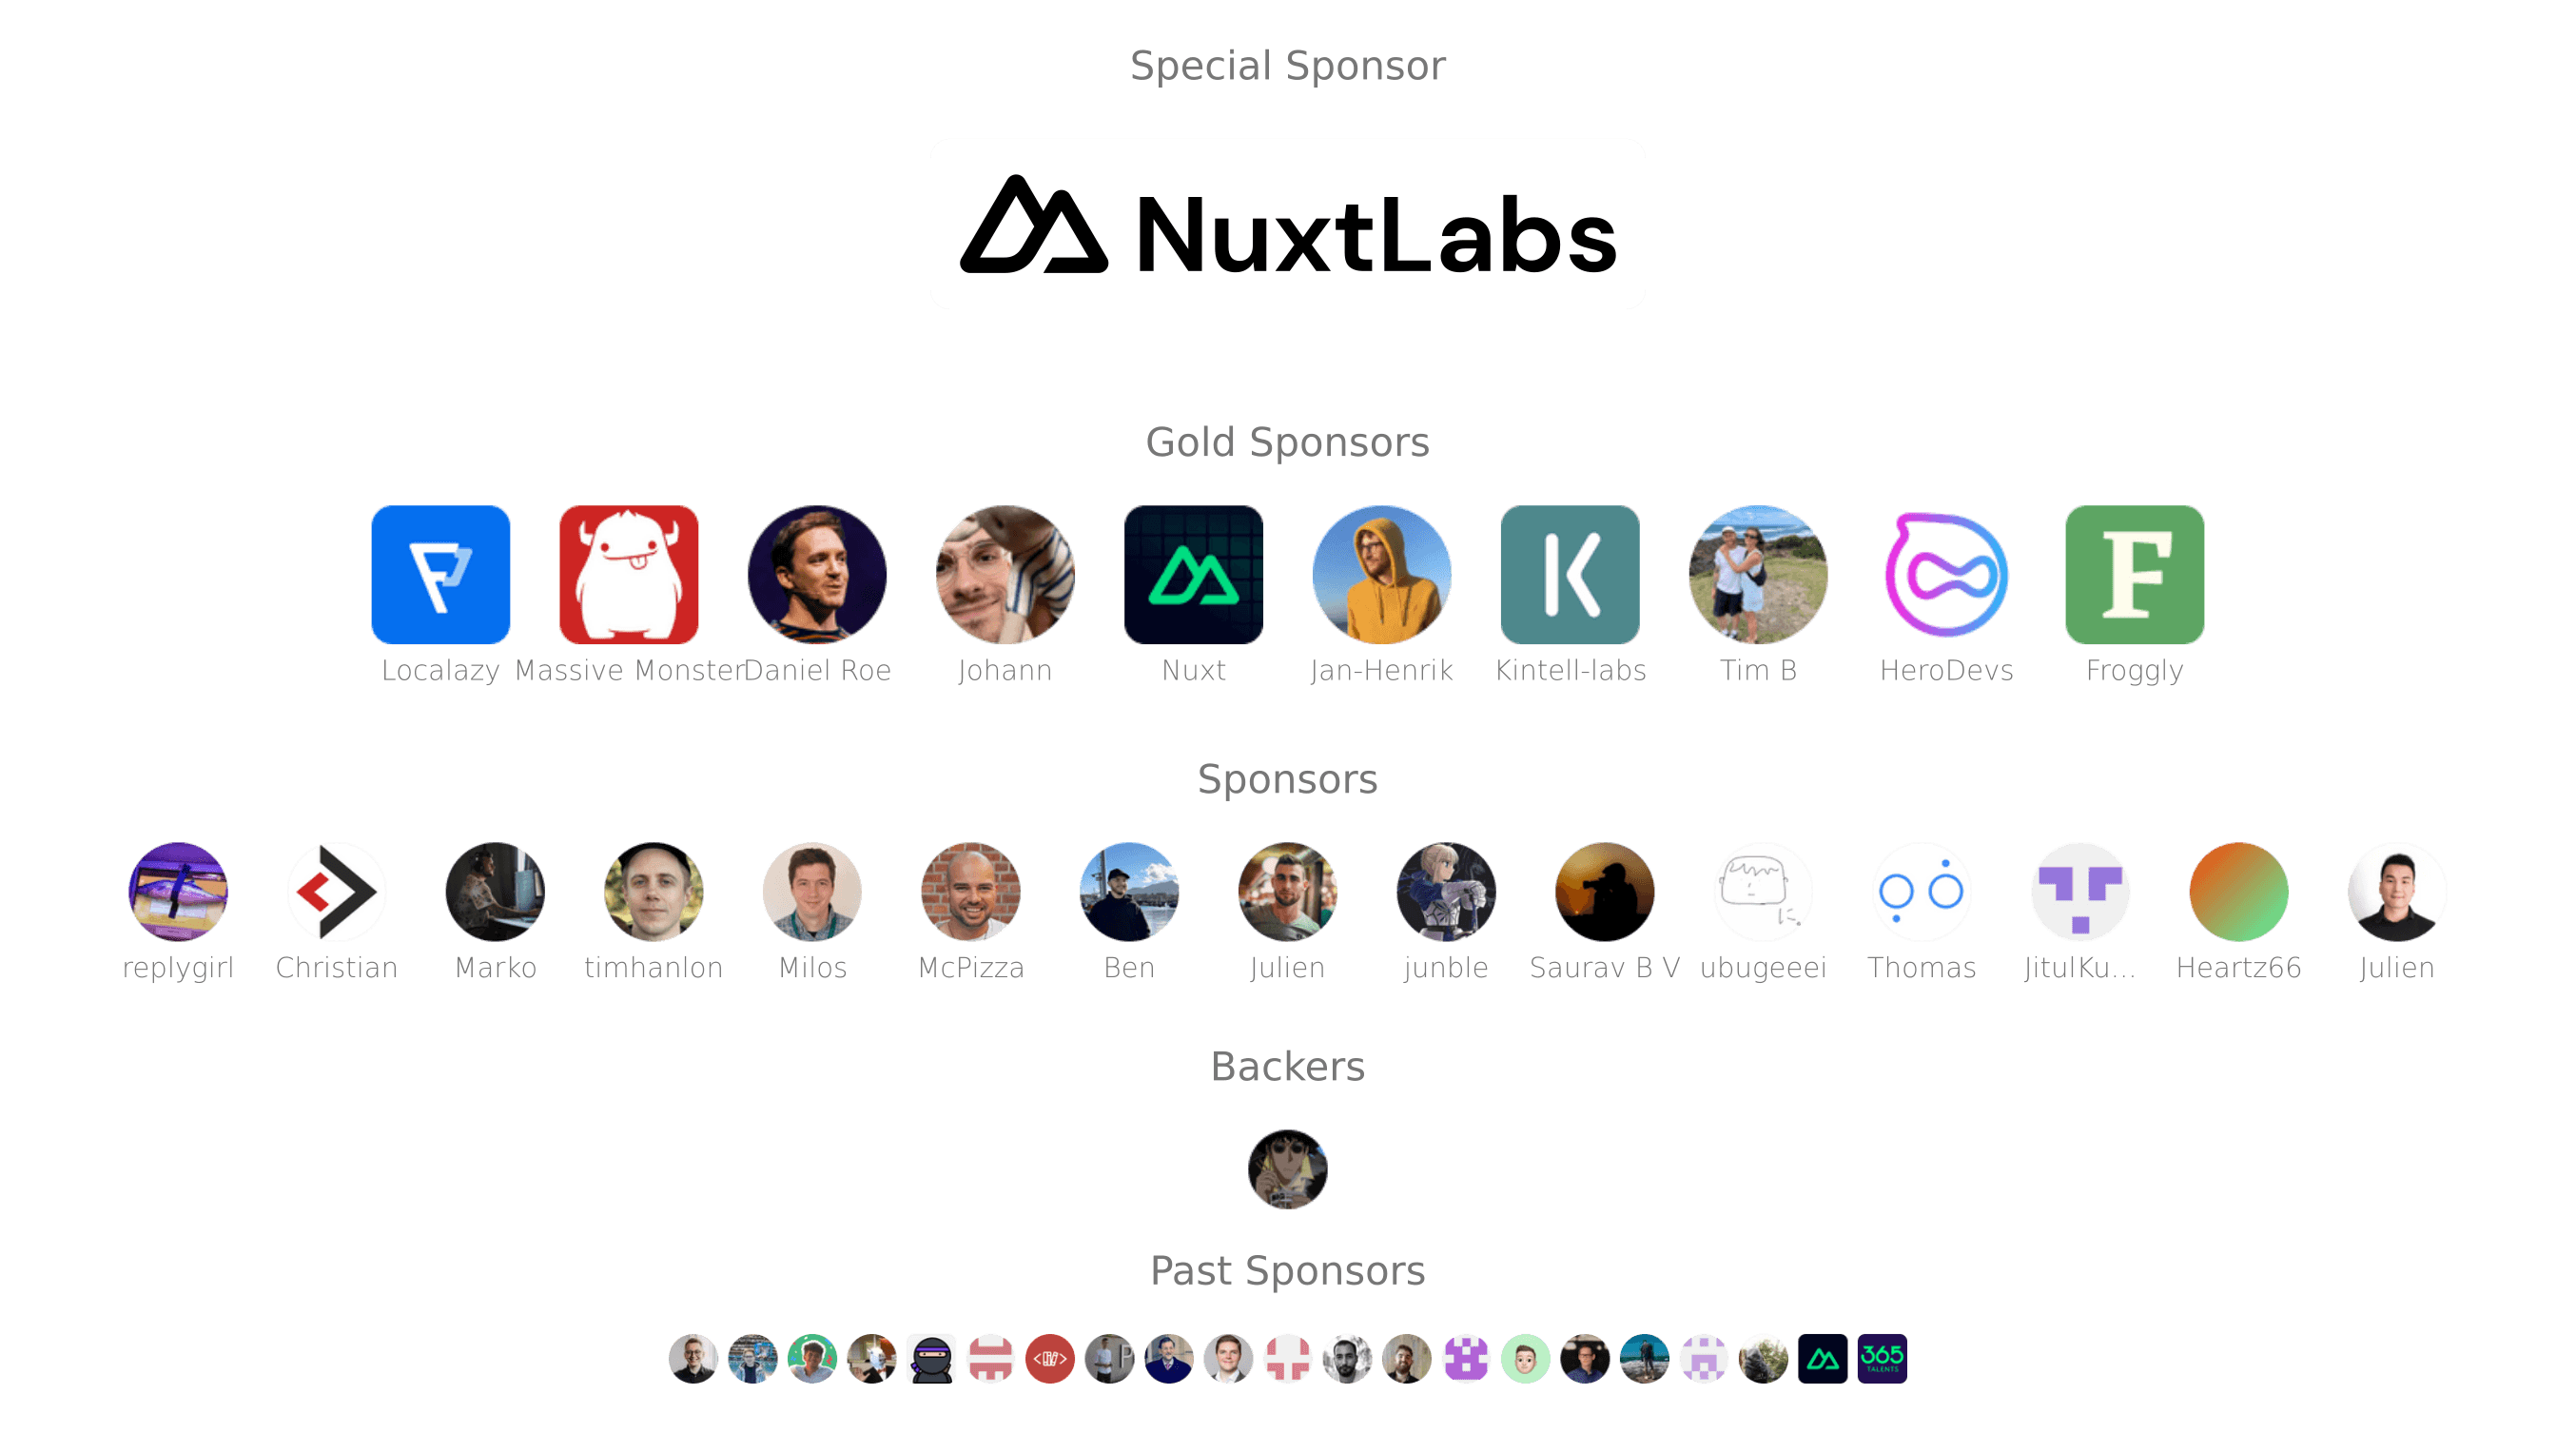 Special Sponsor
NuxtLabs
Gold Sponsors
Localazy Massive Monster Daniel Roe Johann Nuxt Jan-Henrik Kintell-labs Tim B HeroDevs Froggly
Sponsors
replygirl Christian Marko timhanlon Milos McPizza Ben Julien junble Saurav B V ubugeeei Thomas JitulKu... Heartz66 Julien
Backers
Past Sponsors
365
TALENTS